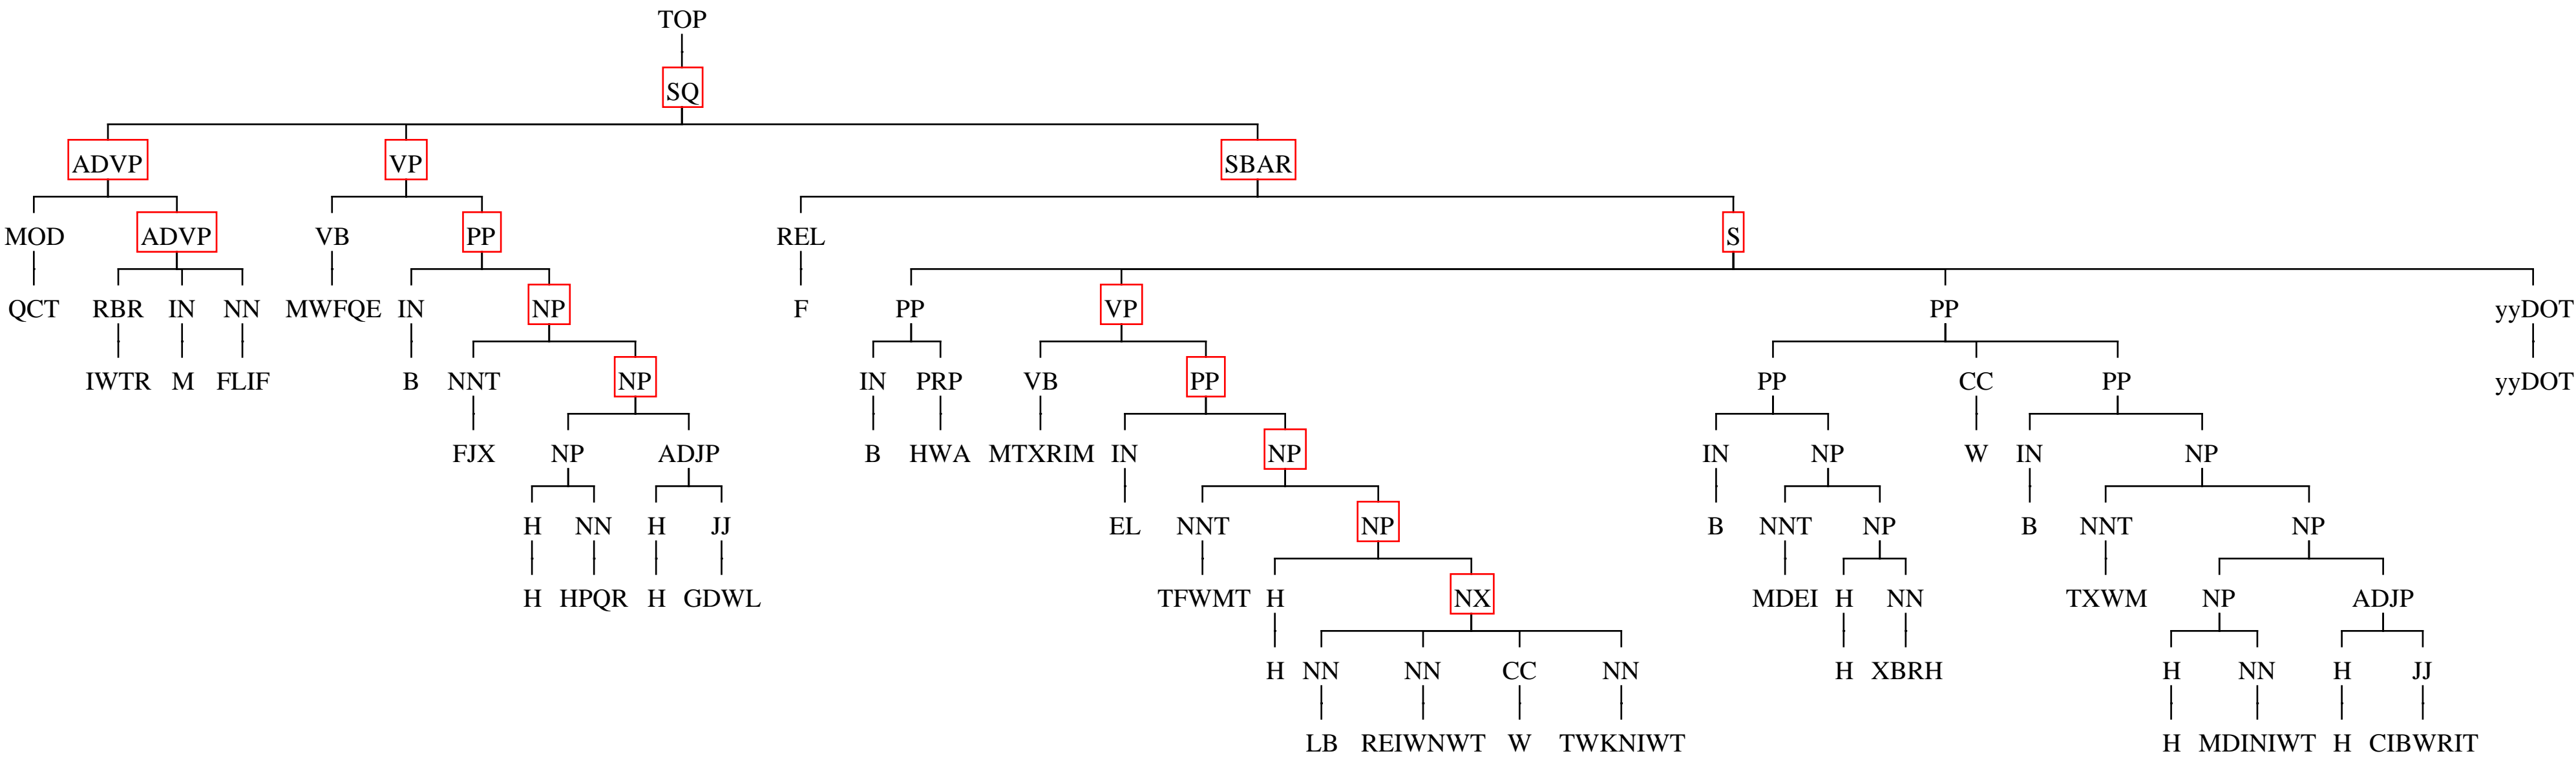 TOP
SQ
ADVP VP SBAR
MOD ADVP VB PP REL S
QCT RBR IN NN MWFQE IN NP F PP VP PP yyDOT
IWTR M FLIF B NNT NP IN PRP VB PP PP CC PP yyDOT
FJX NP ADJP B HWA MTXRIM IN NP IN NP W IN NP
H NN H JJ EL NNT NP B NNT NP B NNT NP
H HPQR H GDWL TFWMT H NX MDEI H NN TXWM NP ADJP
H NN NN CC NN H XBRH H NN H JJ
LB REIWNWT W TWKNIWT H MDINIWT H CIBWRIT